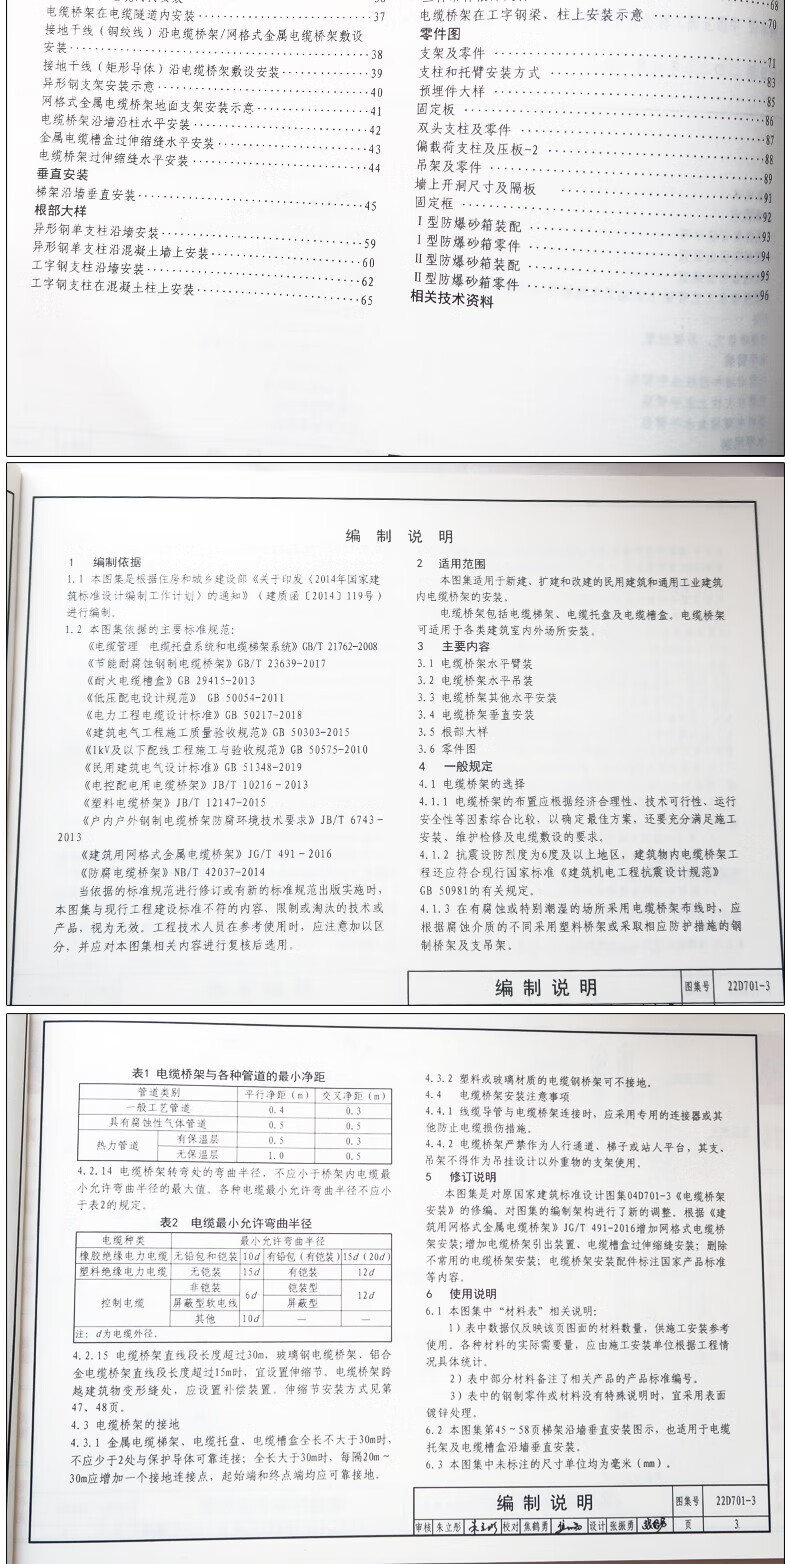 电缆桥架在电缆隧道内安装 37
接地干线（铜绞线）沿电缆桥架/网格式金属电缆桥架敷设
安装 38
接地干线（矩形导体）沿电缆桥架敷设安装 39
异形钢支架安装示意 40
网格式金属电缆桥架地面支架安装示意 41
电缆桥架沿墙沿柱水平安装 42
金属电缆槽盒过伸缩缝水平安装 43
电缆桥架过伸缩缝水平安装 44
垂直安装
梯架沿墙垂直安装 45
根部大样
异形钢单支柱沿墙安装 59
异形钢单支柱沿混凝土墙上安装 60
工字钢支柱沿墙安装 62
工字钢支柱在混凝土柱上安装 65
68
电缆桥架在工字钢梁、柱上安装示意 70
零件图
支架及零件 71
支柱和托臂安装方式 83
预埋件大样 85
固定板 86
双头支柱及零件 87
偏载荷支柱及压板-2 88
吊架及零件 89
墙上开洞尺寸及隔板 91
固定框 92
Ⅰ型防爆砂箱装配 93
Ⅰ型防爆砂箱零件 94
Ⅱ型防爆砂箱装配 95
Ⅱ型防爆砂箱零件 96
相关技术资料
编 制 说 明
1 编制依据
1.1 本图集是根据住房和城乡建设部《关于印发〈2014年国家建
筑标准设计编制工作计划〉的通知》（建质函〔2014〕119号）
进行编制。
1.2 本图集依据的主要标准规范：
《电缆管理 电缆托盘系统和电缆梯架系统》GB/T 21762-2008
《节能耐腐蚀钢制电缆桥架》GB/T 23639-2017
《耐火电缆槽盒》GB 29415-2013
《低压配电设计规范》 GB 50054-2011
《电力工程电缆设计标准》GB 50217-2018
《建筑电气工程施工质量验收规范》GB 50303-2015
《1kV及以下配线工程施工与验收规范》GB 50575-2010
《民用建筑电气设计标准》GB 51348-2019
《电控配电用电缆桥架》JB/T 10216-2013
《塑料电缆桥架》JB/T 12147-2015
《户内户外钢制电缆桥架防腐环境技术要求》JB/T 6743-
2013
《建筑用网格式金属电缆桥架》JG/T 491-2016
《防腐电缆桥架》NB/T 42037-2014
当依据的标准规范进行修订或有新的标准规范出版实施时，
本图集与现行工程建设标准不符的内容、限制或淘汰的技术或
产品，视为无效。工程技术人员在参考使用时，应注意加以区
分，并应对本图集相关内容进行复核后选用。
2 适用范围
本图集适用于新建、扩建和改建的民用建筑和通用工业建筑
内电缆桥架的安装。
电缆桥架包括电缆梯架、电缆托盘及电缆槽盒。电缆桥架
可适用于各类建筑室内外场所安装。
3 主要内容
3.1 电缆桥架水平臂装
3.2 电缆桥架水平吊装
3.3 电缆桥架其他水平安装
3.4 电缆桥架垂直安装
3.5 根部大样
3.6 零件图
4 一般规定
4.1 电缆桥架的选择
4.1.1 电缆桥架的布置应根据经济合理性、技术可行性、运行
安全性等因素综合比较，以确定最佳方案，还要充分满足施工
安装、维护检修及电缆敷设的要求。
4.1.2 抗震设防烈度为6度及以上地区，建筑物内电缆桥架工
程还应符合现行国家标准《建筑机电工程抗震设计规范》
GB 50981的有关规定。
4.1.3 在有腐蚀或特别潮湿的场所采用电缆桥架布线时，应
根据腐蚀介质的不同采用塑料桥架或采取相应防护措施的钢
制桥架及支吊架。
编 制 说 明 图集号 22D701-3
表1 电缆桥架与各种管道的最小净距
管道类别 平行净距（m） 交叉净距（m）
一般工艺管道 0.4 0.3
具有腐蚀性气体管道 0.5 0.5
热力管道 有保温层 0.5 0.3
无保温层 1.0 0.5
4.2.14 电缆桥架转弯处的弯曲半径，不应小于桥架内电缆最
小允许弯曲半径的最大值。各种电缆最小允许弯曲半径不应小
于表2的规定。
表2 电缆最小允许弯曲半径
电缆种类 最小允许弯曲半径
橡胶绝缘电力电缆 无铅包和铠装 10d 有铅包（有铠装） 15d（20d）
塑料绝缘电力电缆 无铠装 15d 有铠装 12d
控制电缆 非铠装 6d 铠装型 12d
屏蔽型软电线 屏蔽型
其他 10d — —
注：d为电缆外径。
4.2.15 电缆桥架直线段长度超过30m，玻璃钢电缆桥架、铝合
金电缆桥架直线段长度超过15m时，宜设置伸缩节。电缆桥架跨
越建筑物变形缝处，应设置补偿装置。伸缩节安装方式见第
47、48页。
4.3 电缆桥架的接地
4.3.1 金属电缆梯架、电缆托盘、电缆槽盒全长不大于30m时，
不应少于2处与保护导体可靠连接；全长大于30m时，每隔20m～
30m应增加一个接地连接点，起始端和终点端均应可靠接地。
4.3.2 塑料或玻璃材质的电缆钢桥架可不接地。
4.4 电缆桥架安装注意事项
4.4.1 线缆导管与电缆桥架连接时，应采用专用的连接器或其
他防止电缆损伤措施。
4.4.2 电缆桥架严禁作为人行通道、梯子或站人平台，其支、
吊架不得作为吊挂设计以外重物的支架使用。
5 修订说明
本图集是对原国家建筑标准设计图集04D701-3《电缆桥架
安装》的修编。对图集的编制架构进行了新的调整。根据《建
筑用网格式金属电缆桥架》JG/T 491-2016增加网格式电缆桥
架安装;增加电缆桥架引出装置、电缆槽盒过伸缩缝安装；删除
不常用的电缆桥架安装；电缆桥架安装配件标注国家产品标准
等内容。
6 使用说明
6.1 本图集中“材料表”相关说明：
1）表中数据仅反映该页图面的材料数量，供施工安装参考
使用。各种材料的实际需要量，应由施工安装单位根据工程情
况具体统计。
2）表中部分材料备注了相关产品的产品标准编号。
3）表中的钢制零件或材料没有特殊说明时，宜采用表面
镀锌处理。
6.2 本图集第45～58页梯架沿墙垂直安装图示，也适用于电缆
托架及电缆槽盒沿墙垂直安装。
6.3 本图集中未标注的尺寸单位均为毫米（mm）。
编 制 说 明 图集号 22D701-3
审核 朱立彤 校对 焦鹤勇 设计 张振勇 页 3